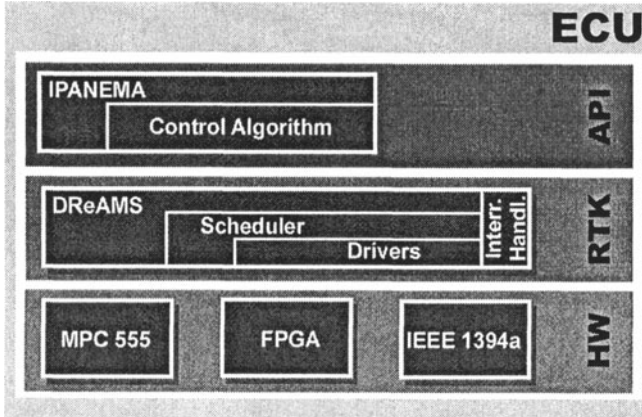 ECU
IPANEMA
Control Algorithm
API
DReAMS
Scheduler
Drivers
Interr.
Handl.
RTK
MPC 555
FPGA
IEEE 1394a
HW